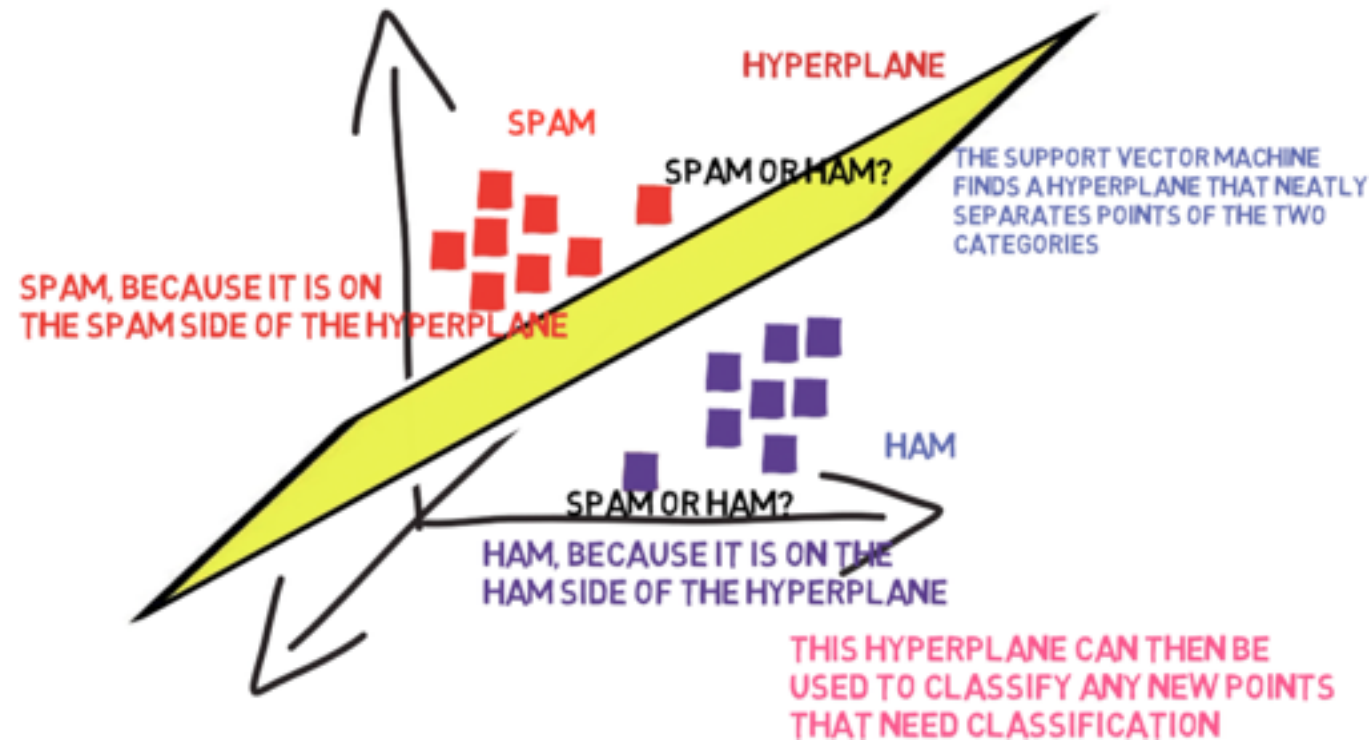 HYPERPLANE
SPAM
SPAM OR HAM?
THE SUPPORT VECTOR MACHINE
FINDS A HYPERPLANE THAT NEATLY
SEPARATES POINTS OF THE TWO
CATEGORIES
SPAM, BECAUSE IT IS ON
THE SPAM SIDE OF THE HYPERPLANE
HAM
SPAM OR HAM?
HAM, BECAUSE IT IS ON THE
HAM SIDE OF THE HYPERPLANE
THIS HYPERPLANE CAN THEN BE
USED TO CLASSIFY ANY NEW POINTS
THAT NEED CLASSIFICATION